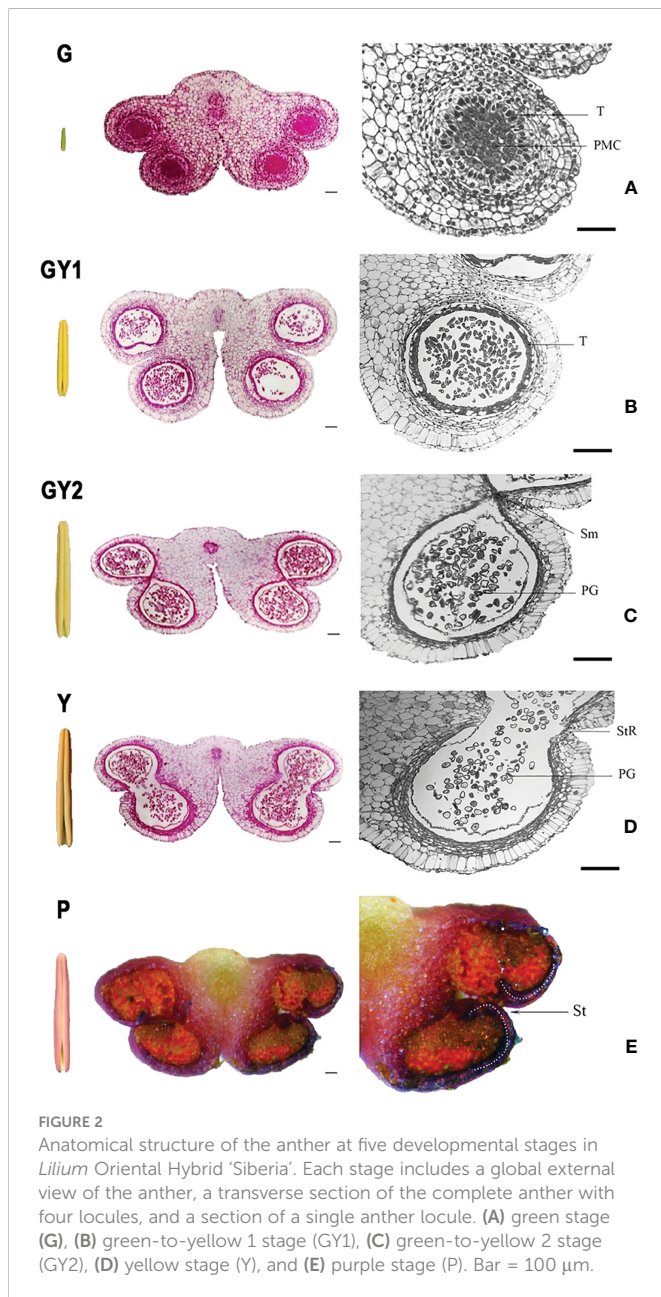 G
T
PMC
A
GY1
T
B
GY2
Sm
PG
C
Y
StR
PG
D
P
St
E
FIGURE 2
Anatomical structure of the anther at five developmental stages in
Lilium Oriental Hybrid ‘Siberia’. Each stage includes a global external
view of the anther, a transverse section of the complete anther with
four locules, and a section of a single anther locule. (A) green stage
(G), (B) green-to-yellow 1 stage (GY1), (C) green-to-yellow 2 stage
(GY2), (D) yellow stage (Y), and (E) purple stage (P). Bar = 100 μm.